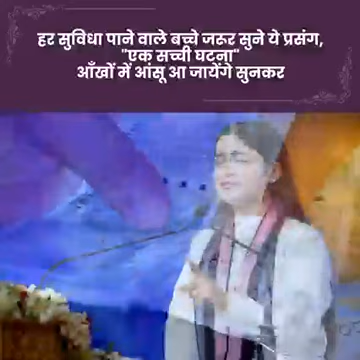 हर सुविधा पाने वाले बच्चे जरूर सुने ये प्रसंग,
"एक सच्ची घटना"
आँखों में आंसू आ जायेंगे सुनकर